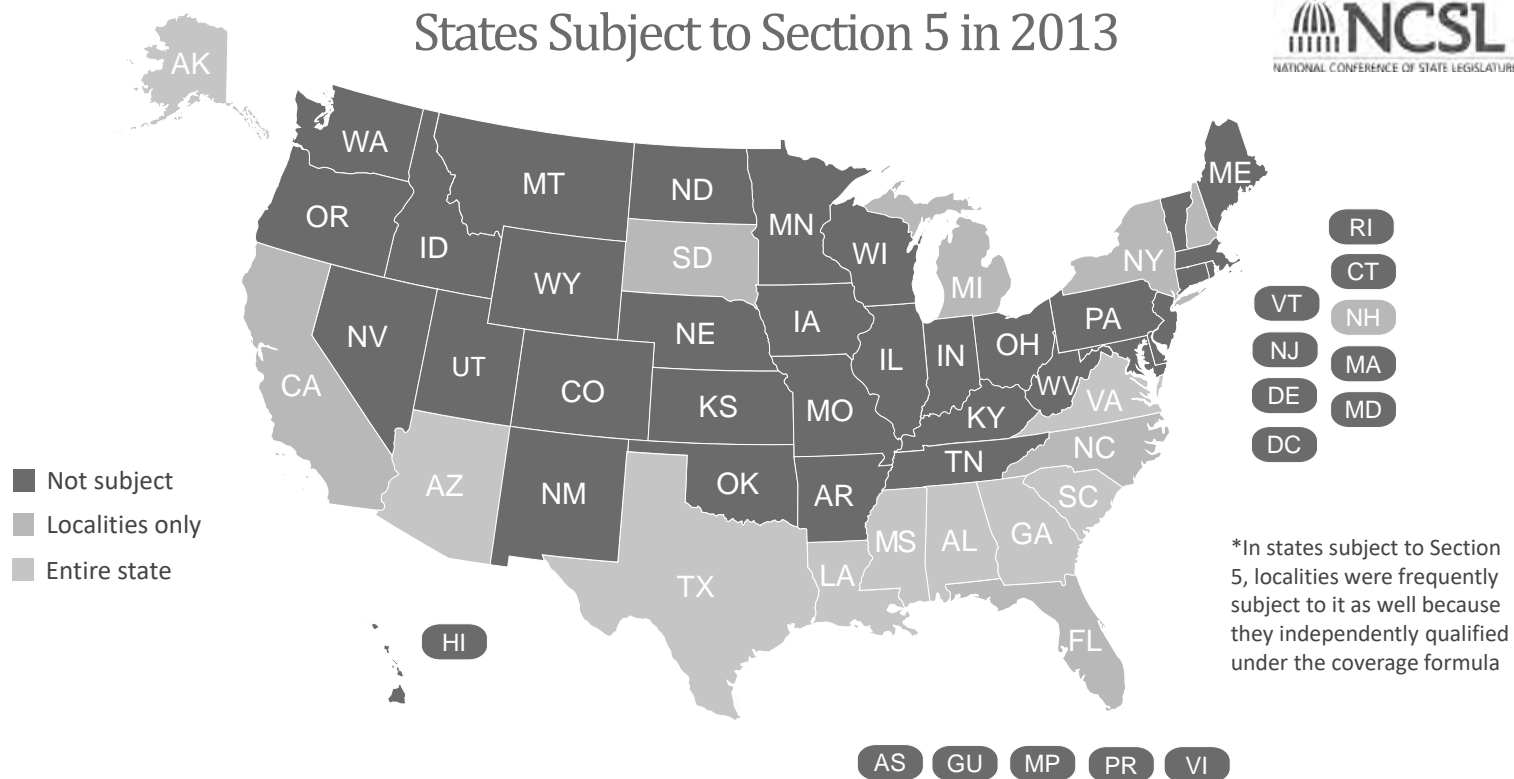 States Subject to Section 5 in 2013
NCSL
NATIONAL CONFERENCE OF STATE LEGISLATURE
AK
WA
MT
ND
ME
OR
ID
MN
RI
SD
WI
NY
CT
WY
MI
VT
NH
NV
NE
IA
PA
NJ
MA
UT
CO
IL
IN
OH
WV
DE
MD
CA
KS
MO
KY
VA
DC
Not subject
Localities only
Entire state
AZ
NM
OK
AR
TN
NC
SC
MS
AL
GA
LA
TX
*In states subject to Section
5, localities were frequently
subject to it as well because
they independently qualified
under the coverage formula
HI
FL
AS
GU
MP
PR
VI